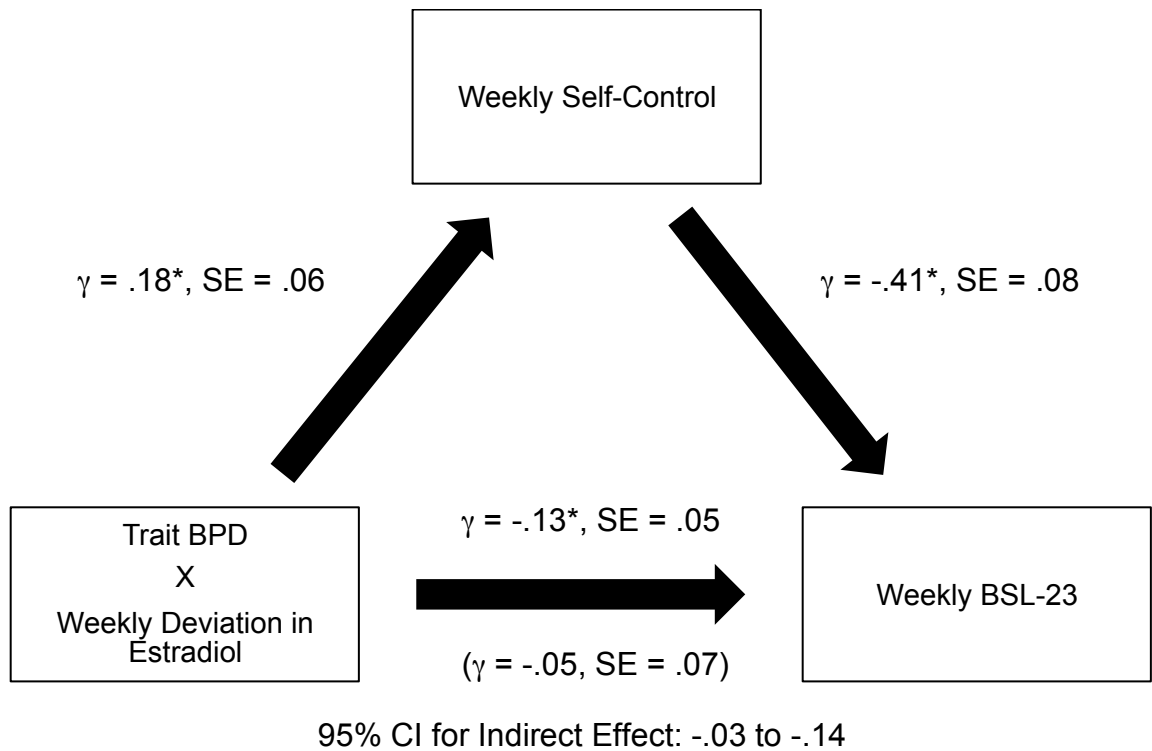 Weekly Self-Control
γ = .18*, SE = .06
γ = -.41*, SE = .08
Trait BPD
X
Weekly Deviation in
Estradiol
γ = -.13*, SE = .05
(γ = -.05, SE = .07)
Weekly BSL-23
95% CI for Indirect Effect: -.03 to -.14